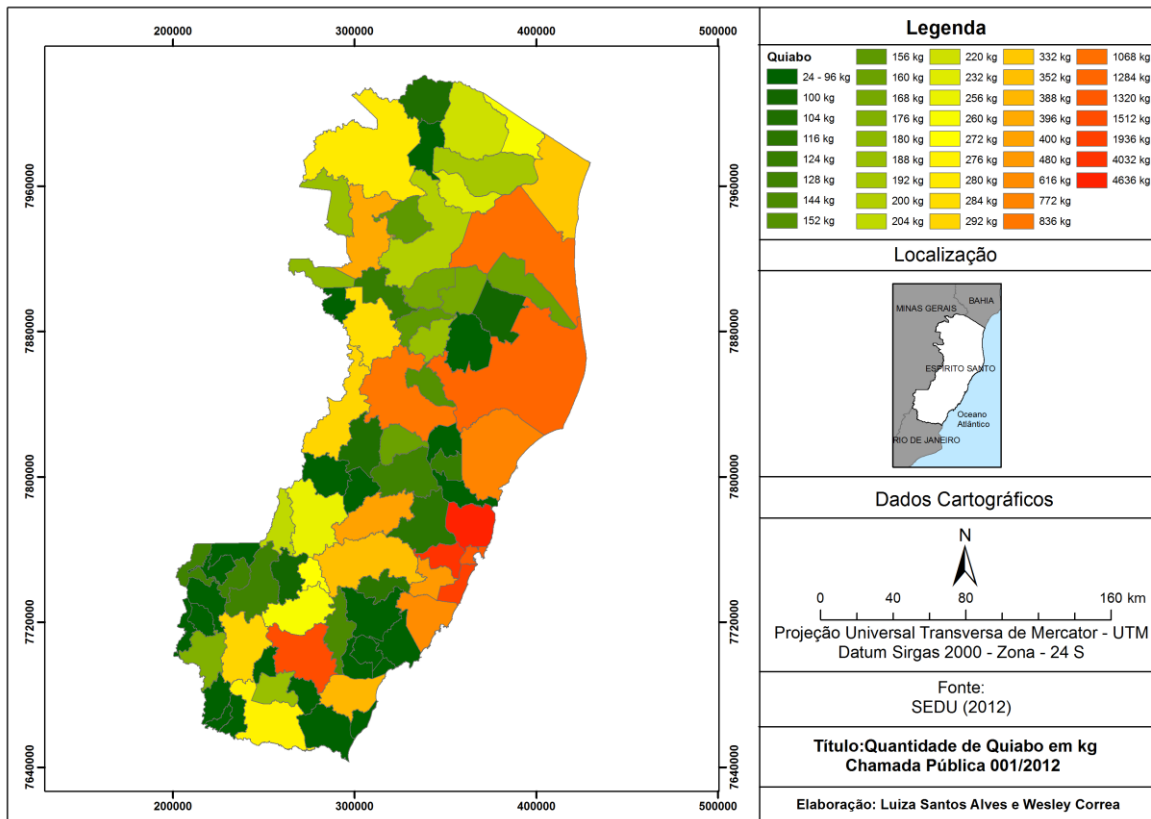 200000 300000 400000 500000
7960000 7960000
7880000 7880000
7800000 7800000
7720000 7720000
7640000 7640000
200000 300000 400000 500000
Legenda
Quiabo
24 - 96 kg
100 kg
104 kg
116 kg
124 kg
128 kg
144 kg
152 kg
156 kg
160 kg
168 kg
176 kg
180 kg
188 kg
192 kg
200 kg
204 kg
220 kg
232 kg
256 kg
260 kg
272 kg
276 kg
280 kg
284 kg
292 kg
332 kg
352 kg
388 kg
396 kg
400 kg
480 kg
616 kg
772 kg
836 kg
1068 kg
1284 kg
1320 kg
1512 kg
1936 kg
4032 kg
4636 kg
Localização
MINAS GERAIS
BAHIA
ESPÍRITO SANTO
Oceano
Atlântico
RIO DE JANEIRO
Dados Cartográficos
N
0 40 80 160 km
Projeção Universal Transversa de Mercator - UTM
Datum Sirgas 2000 - Zona - 24 S
Fonte:
SEDU (2012)
Título:Quantidade de Quiabo em kg
Chamada Pública 001/2012
Elaboração: Luiza Santos Alves e Wesley Correa